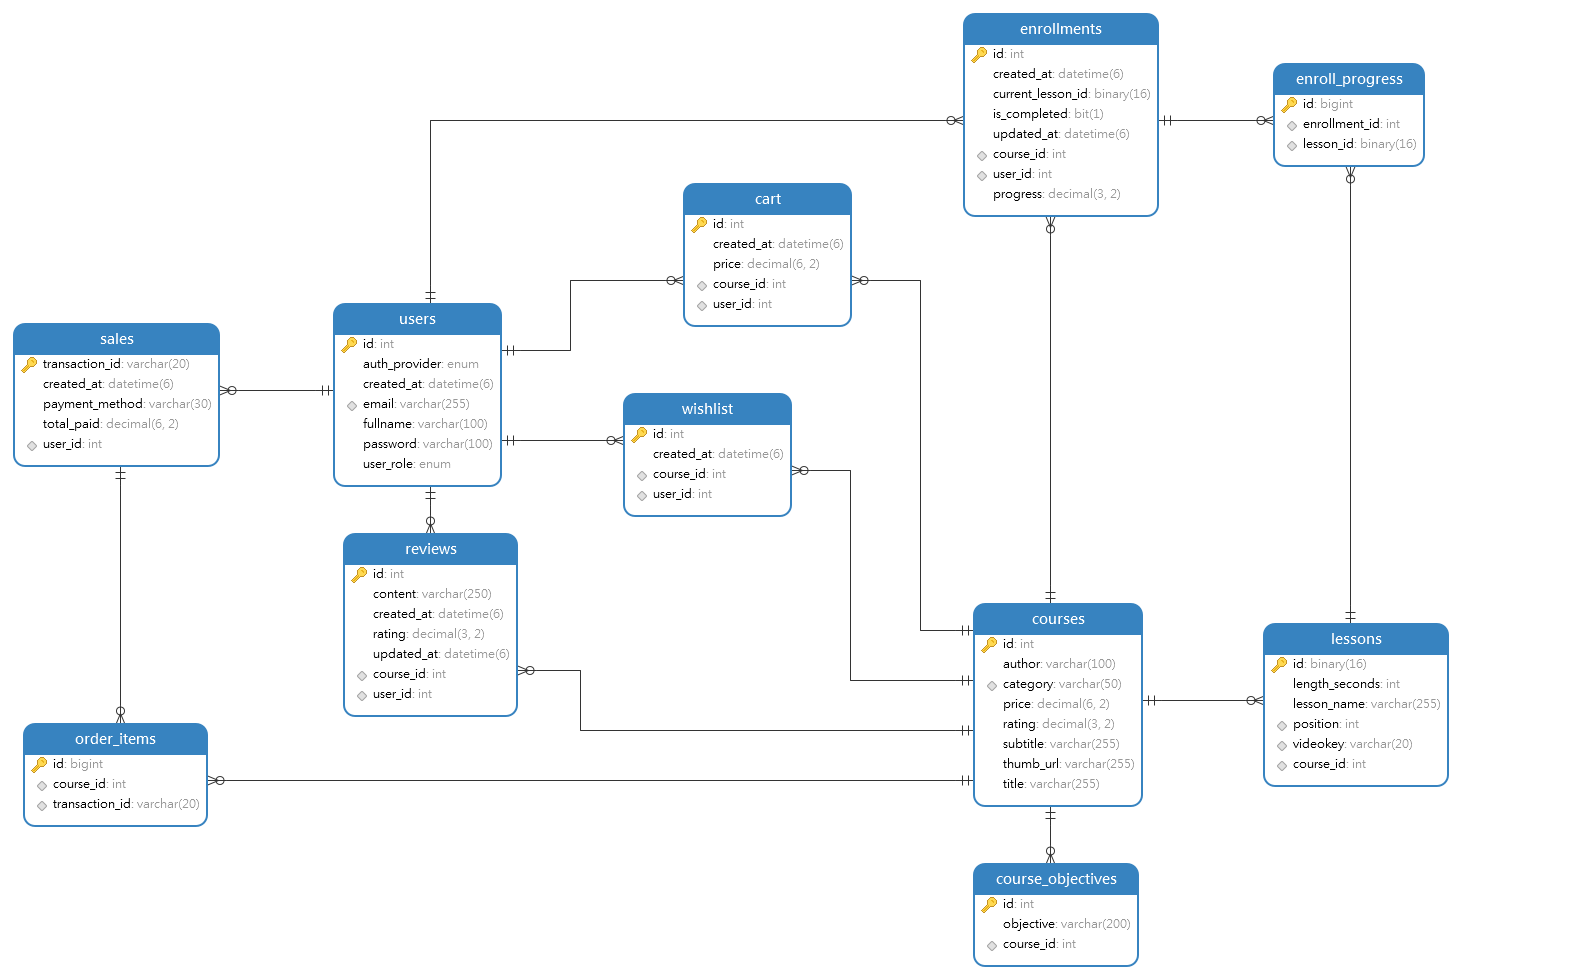 enrollments
id: int
created_at: datetime(6)
current_lesson_id: binary(16)
is_completed: bit(1)
updated_at: datetime(6)
course_id: int
user_id: int
progress: decimal(3, 2)
enroll_progress
id: bigint
enrollment_id: int
lesson_id: binary(16)
cart
id: int
created_at: datetime(6)
price: decimal(6, 2)
course_id: int
user_id: int
users
id: int
auth_provider: enum
created_at: datetime(6)
email: varchar(255)
fullname: varchar(100)
password: varchar(100)
user_role: enum
sales
transaction_id: varchar(20)
created_at: datetime(6)
payment_method: varchar(30)
total_paid: decimal(6, 2)
user_id: int
wishlist
id: int
created_at: datetime(6)
course_id: int
user_id: int
reviews
id: int
content: varchar(250)
created_at: datetime(6)
rating: decimal(3, 2)
updated_at: datetime(6)
course_id: int
user_id: int
courses
id: int
author: varchar(100)
category: varchar(50)
price: decimal(6, 2)
rating: decimal(3, 2)
subtitle: varchar(255)
thumb_url: varchar(255)
title: varchar(255)
lessons
id: binary(16)
length_seconds: int
lesson_name: varchar(255)
position: int
videokey: varchar(20)
course_id: int
order_items
id: bigint
course_id: int
transaction_id: varchar(20)
course_objectives
id: int
objective: varchar(200)
course_id: int